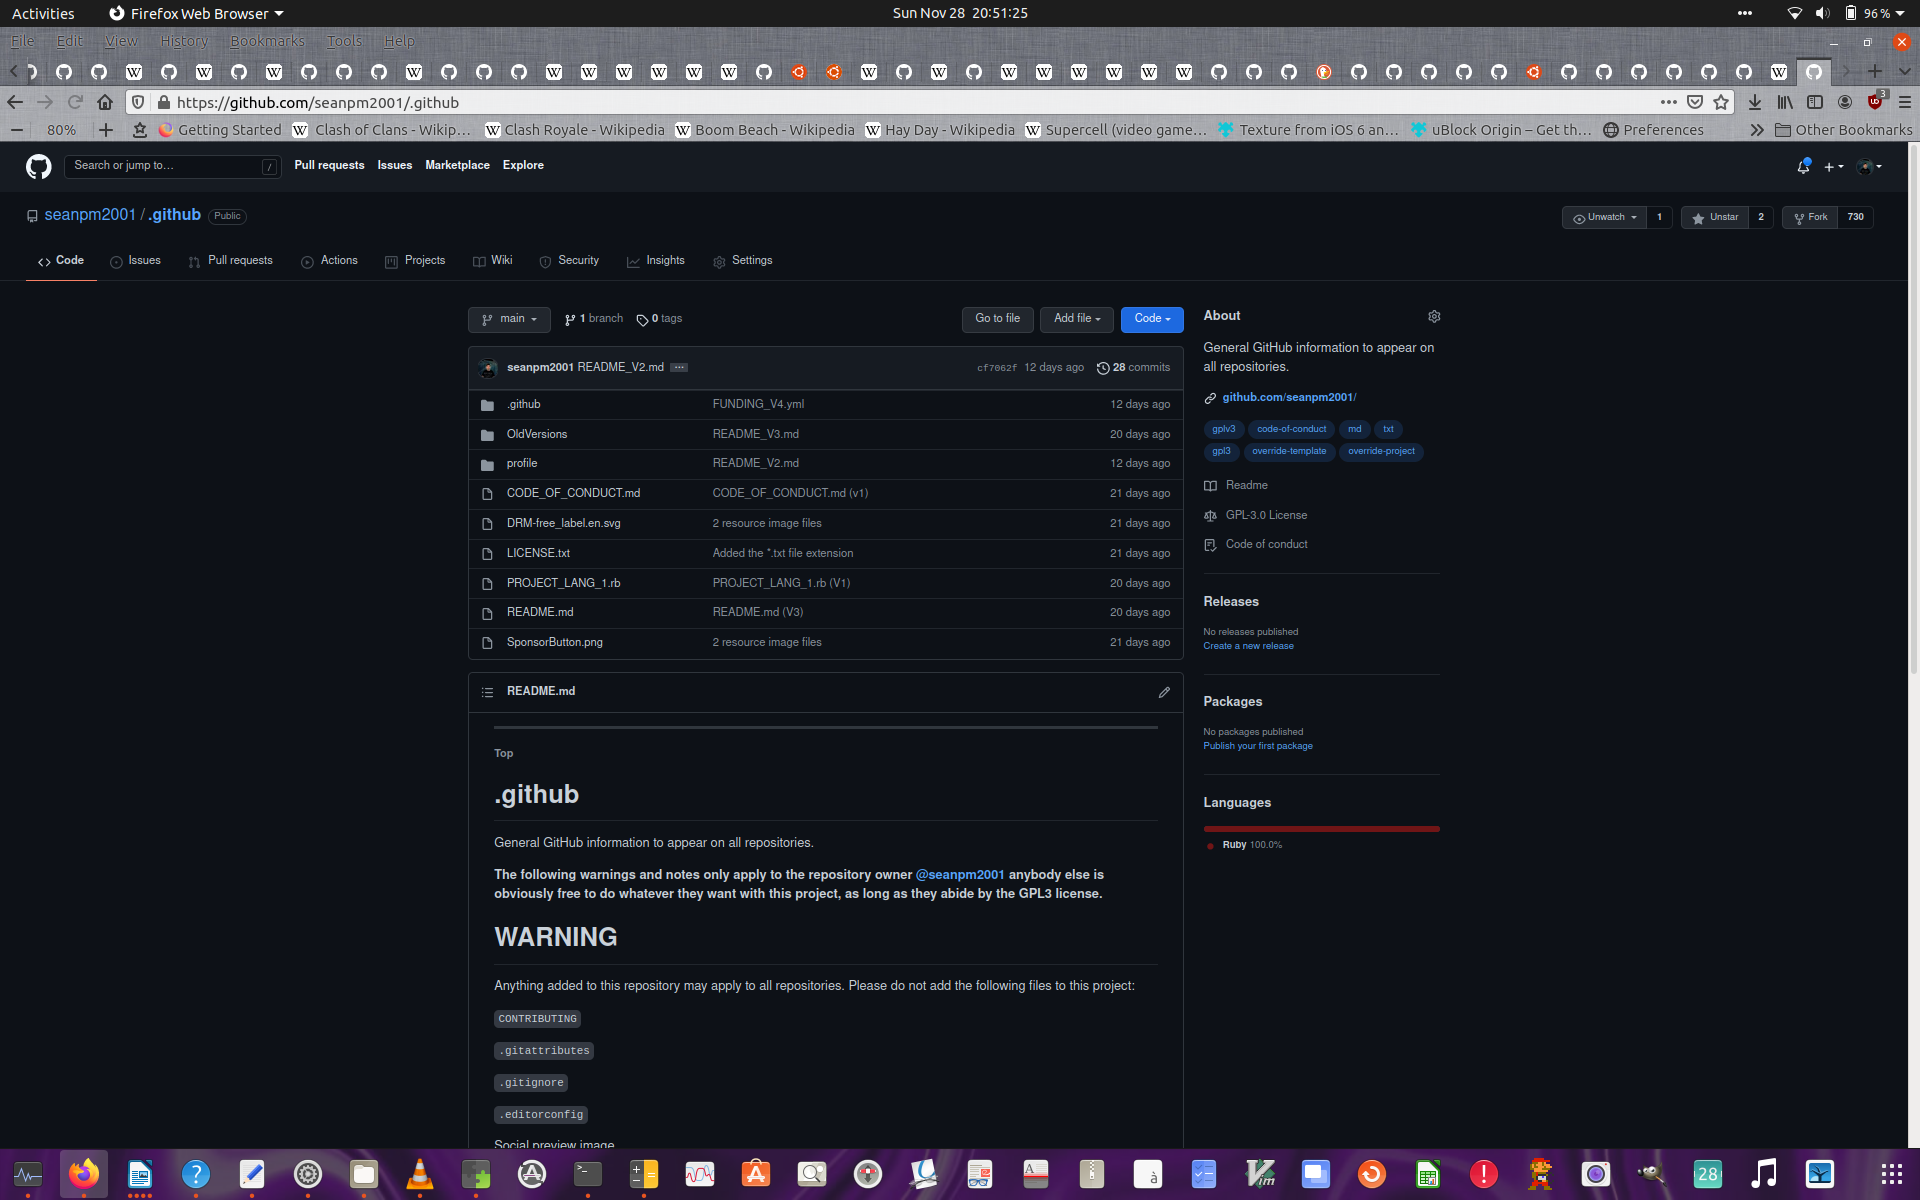 Activities
Firefox Web Browser
Sun Nov 28 20:51:25
96 %
File Edit View History Bookmarks Tools Help
https://github.com/seanpm2001/.github
3
80%
Getting Started
Clash of Clans - Wikip…
Clash Royale - Wikipedia
Boom Beach - Wikipedia
Hay Day - Wikipedia
Supercell (video game…
Texture from iOS 6 an…
uBlock Origin – Get th…
Preferences
Other Bookmarks
Search or jump to…
/
Pull requests
Issues
Marketplace
Explore
seanpm2001 / .github
Public
Unwatch 1
Unstar 2
Fork 730
Code
Issues
Pull requests
Actions
Projects
Wiki
Security
Insights
Settings
main
1 branch
0 tags
Go to file
Add file
Code
seanpm2001 README_V2.md
cf7062f 12 days ago
28 commits
.github FUNDING_V4.yml 12 days ago
OldVersions README_V3.md 20 days ago
profile README_V2.md 12 days ago
CODE_OF_CONDUCT.md CODE_OF_CONDUCT.md (v1) 21 days ago
DRM-free_label.en.svg 2 resource image files 21 days ago
LICENSE.txt Added the *.txt file extension 21 days ago
PROJECT_LANG_1.rb PROJECT_LANG_1.rb (V1) 20 days ago
README.md README.md (V3) 20 days ago
SponsorButton.png 2 resource image files 21 days ago
README.md
Top
.github
General GitHub information to appear on all repositories.
The following warnings and notes only apply to the repository owner @seanpm2001 anybody else is
obviously free to do whatever they want with this project, as long as they abide by the GPL3 license.
WARNING
Anything added to this repository may apply to all repositories. Please do not add the following files to this project:
CONTRIBUTING
.gitattributes
.gitignore
.editorconfig
Social preview image
About
General GitHub information to appear on
all repositories.
github.com/seanpm2001/
gplv3 code-of-conduct md txt
gpl3 override-template override-project
Readme
GPL-3.0 License
Code of conduct
Releases
No releases published
Create a new release
Packages
No packages published
Publish your first package
Languages
Ruby 100.0%
28